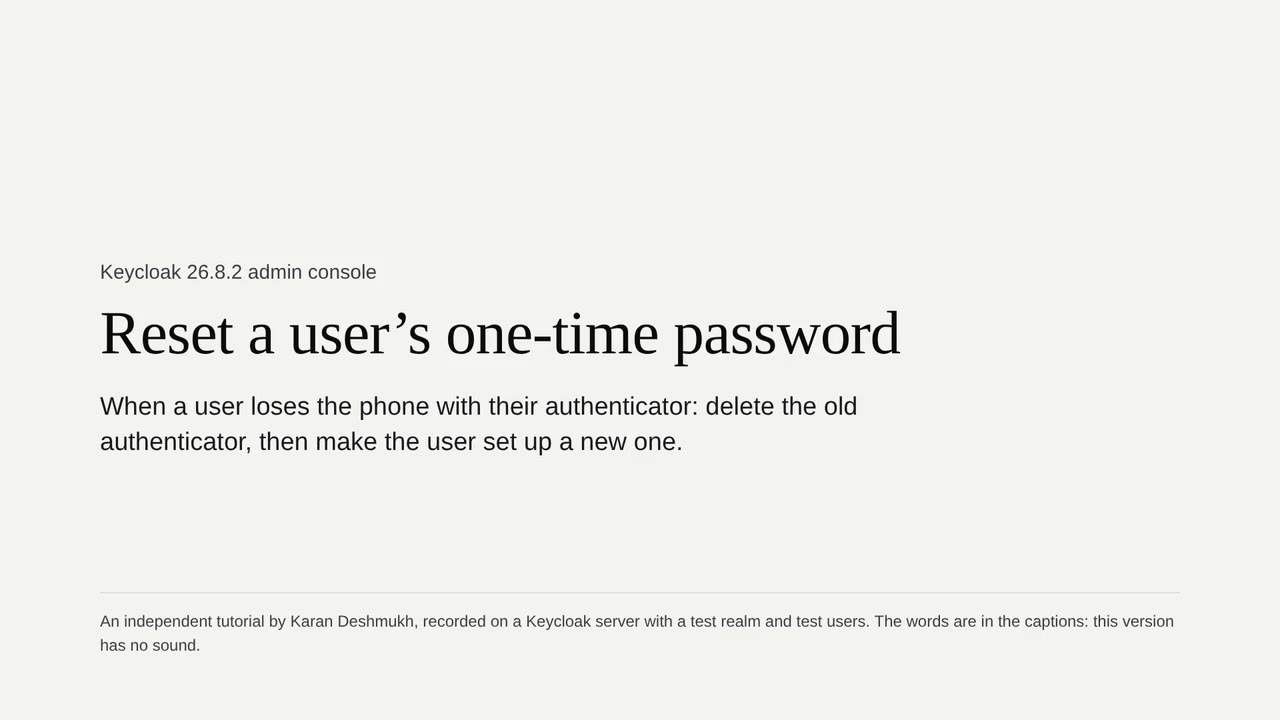 Keycloak 26.8.2 admin console
Reset a user’s one-time password
When a user loses the phone with their authenticator: delete the old
authenticator, then make the user set up a new one.
An independent tutorial by Karan Deshmukh, recorded on a Keycloak server with a test realm and test users. The words are in the captions: this version
has no sound.